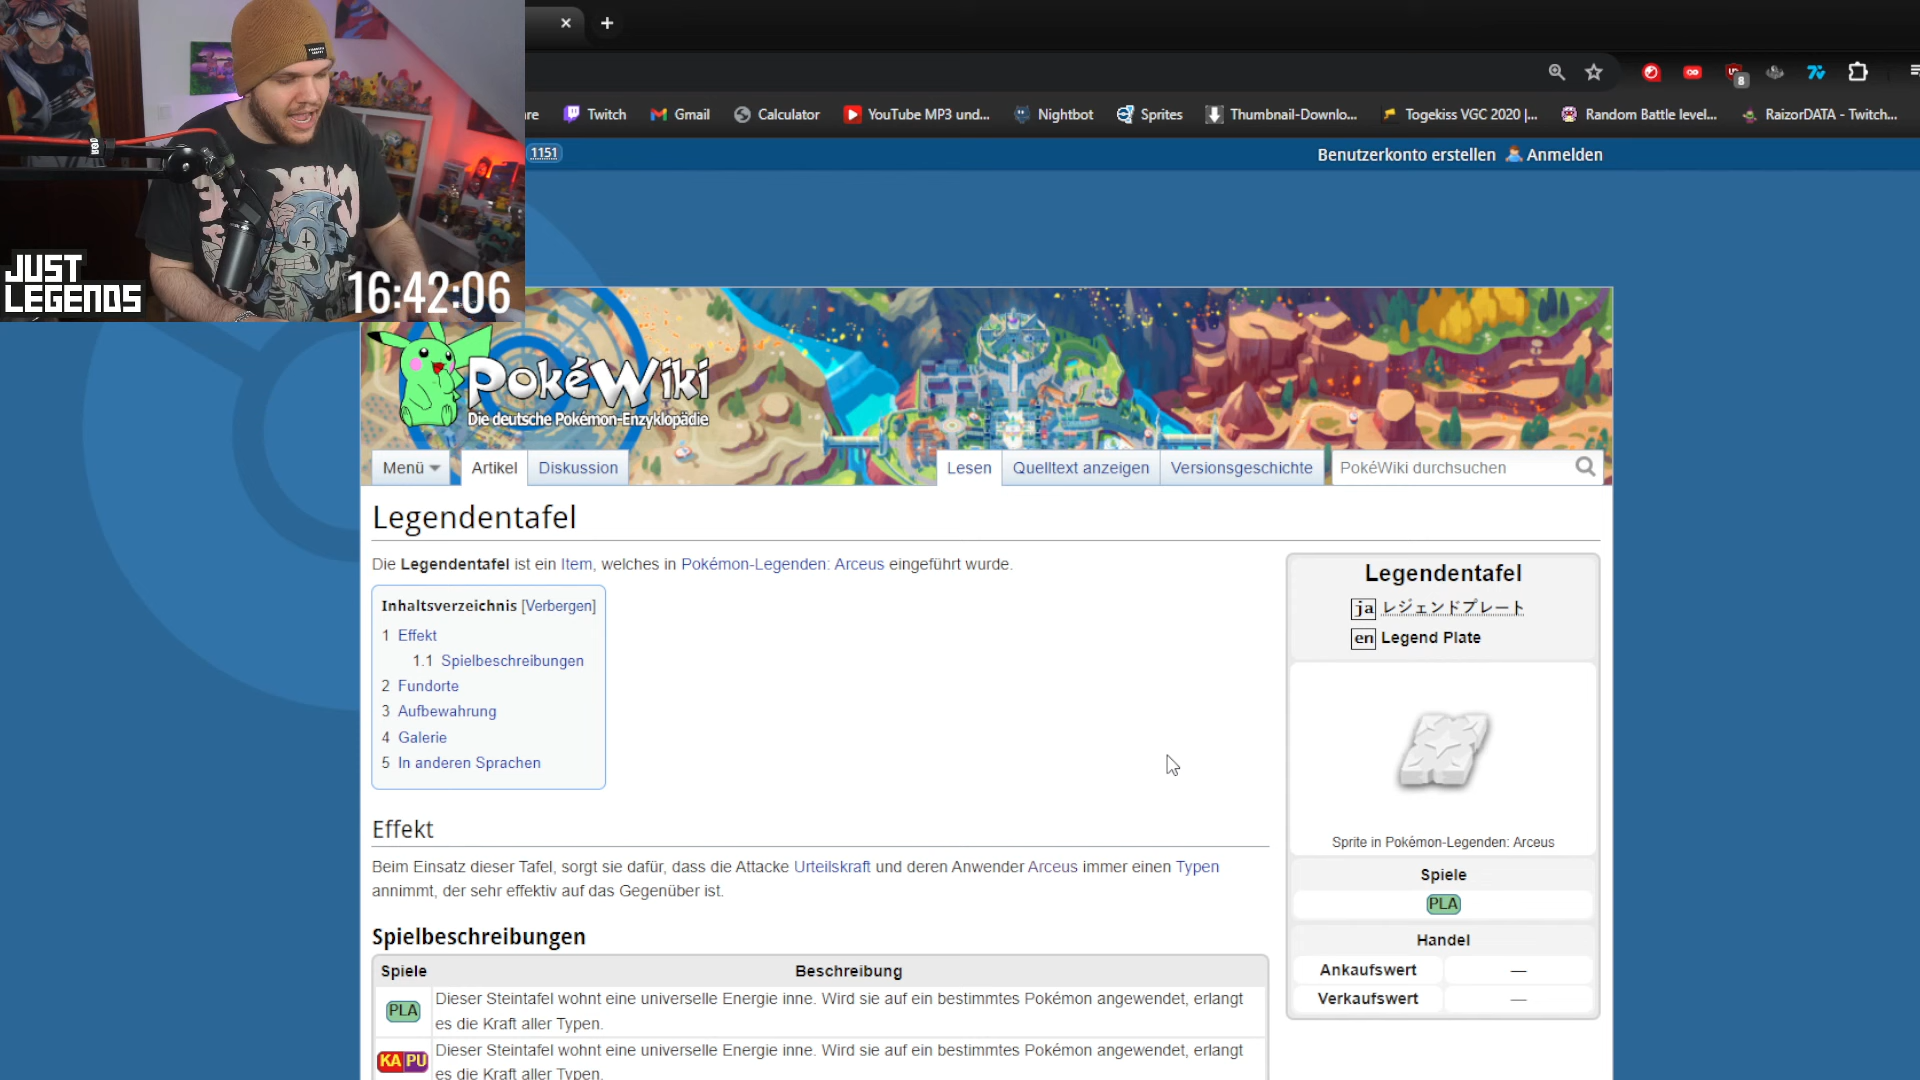 JUST
LEGENDS
16:42:06
Twitch
Gmail
Calculator
YouTube MP3 und...
Nightbot
Sprites
Thumbnail-Downlo...
Togekiss VGC 2020 |...
Random Battle level...
RaizorDATA - Twitch...
8
1151
Benutzerkonto erstellen
Anmelden
PokéWiki
Die deutsche Pokémon-Enzyklopädie
Menü
Artikel
Diskussion
Lesen
Quelltext anzeigen
Versionsgeschichte
PokéWiki durchsuchen
Legendentafel
Die Legendentafel ist ein Item, welches in Pokémon-Legenden: Arceus eingeführt wurde.
Inhaltsverzeichnis [Verbergen]
1 Effekt
1.1 Spielbeschreibungen
2 Fundorte
3 Aufbewahrung
4 Galerie
5 In anderen Sprachen
Effekt
Beim Einsatz dieser Tafel, sorgt sie dafür, dass die Attacke Urteilskraft und deren Anwender Arceus immer einen Typen
annimmt, der sehr effektiv auf das Gegenüber ist.
Spielbeschreibungen
Spiele
Beschreibung
PLA
Dieser Steintafel wohnt eine universelle Energie inne. Wird sie auf ein bestimmtes Pokémon angewendet, erlangt
es die Kraft aller Typen.
KA PU
Dieser Steintafel wohnt eine universelle Energie inne. Wird sie auf ein bestimmtes Pokémon angewendet, erlangt
es die Kraft aller Typen.
Legendentafel
ja レジェンドプレート
en Legend Plate
Sprite in Pokémon-Legenden: Arceus
Spiele
PLA
Handel
Ankaufswert —
Verkaufswert —